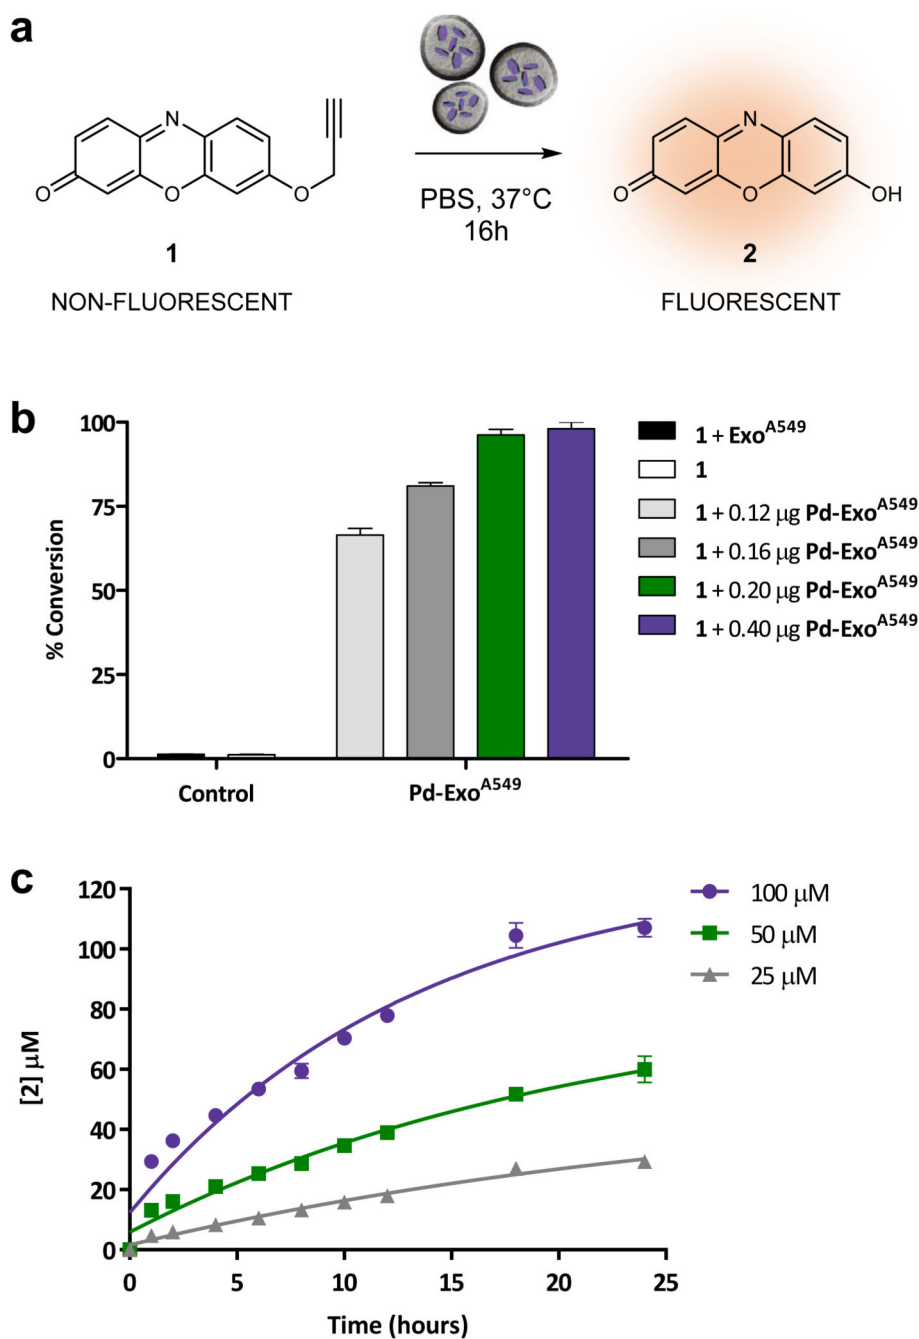 a
N
O
O
O
1
NON-FLUORESCENT
PBS, 37°C
16h
N
O
O
OH
2
FLUORESCENT
b
% Conversion
100
75
50
25
0
Control
Pd-Exo^A549
1 + Exo^A549
1
1 + 0.12 µg Pd-Exo^A549
1 + 0.16 µg Pd-Exo^A549
1 + 0.20 µg Pd-Exo^A549
1 + 0.40 µg Pd-Exo^A549
c
[2] µM
120
100
80
60
40
20
0
0 5 10 15 20 25
Time (hours)
100 µM
50 µM
25 µM